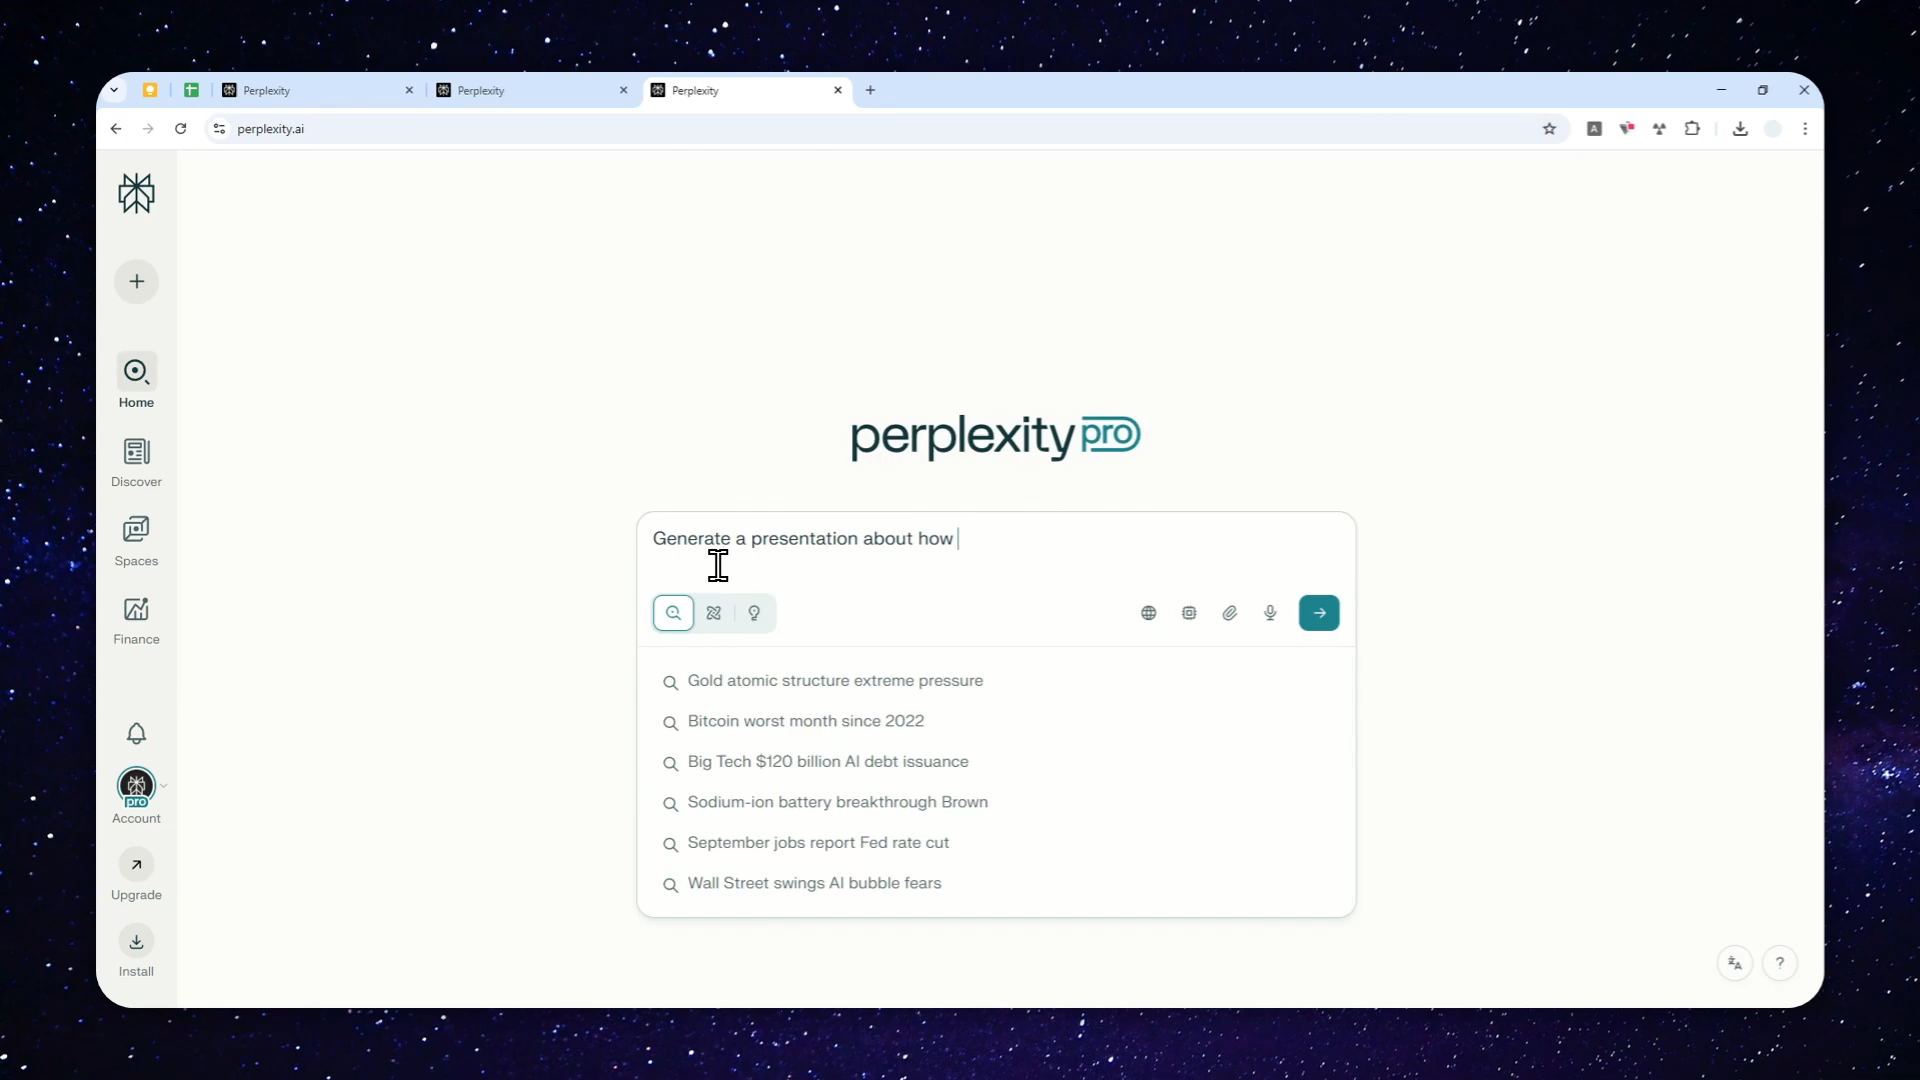 Perplexity
Perplexity
Perplexity
perplexity.ai
A
Home
Discover
Spaces
Finance
pro
Account
Upgrade
Install
perplexity pro
Generate a presentation about how
Gold atomic structure extreme pressure
Bitcoin worst month since 2022
Big Tech $120 billion AI debt issuance
Sodium-ion battery breakthrough Brown
September jobs report Fed rate cut
Wall Street swings AI bubble fears
?